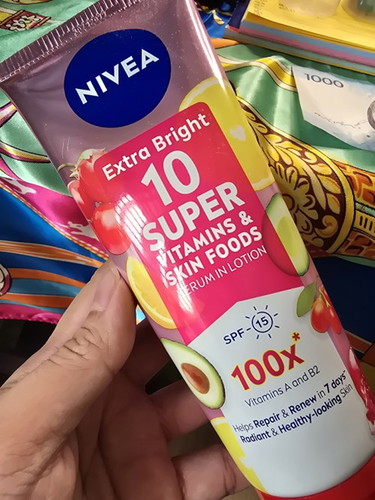 NIVEA
Extra Bright
10
SUPER
VITAMINS &
SKIN FOODS
SERUM IN LOTION
SPF 15
100x*
Vitamins A and B2
Helps Repair & Renew in 7 days*
Radiant & Healthy-looking Skin
1000